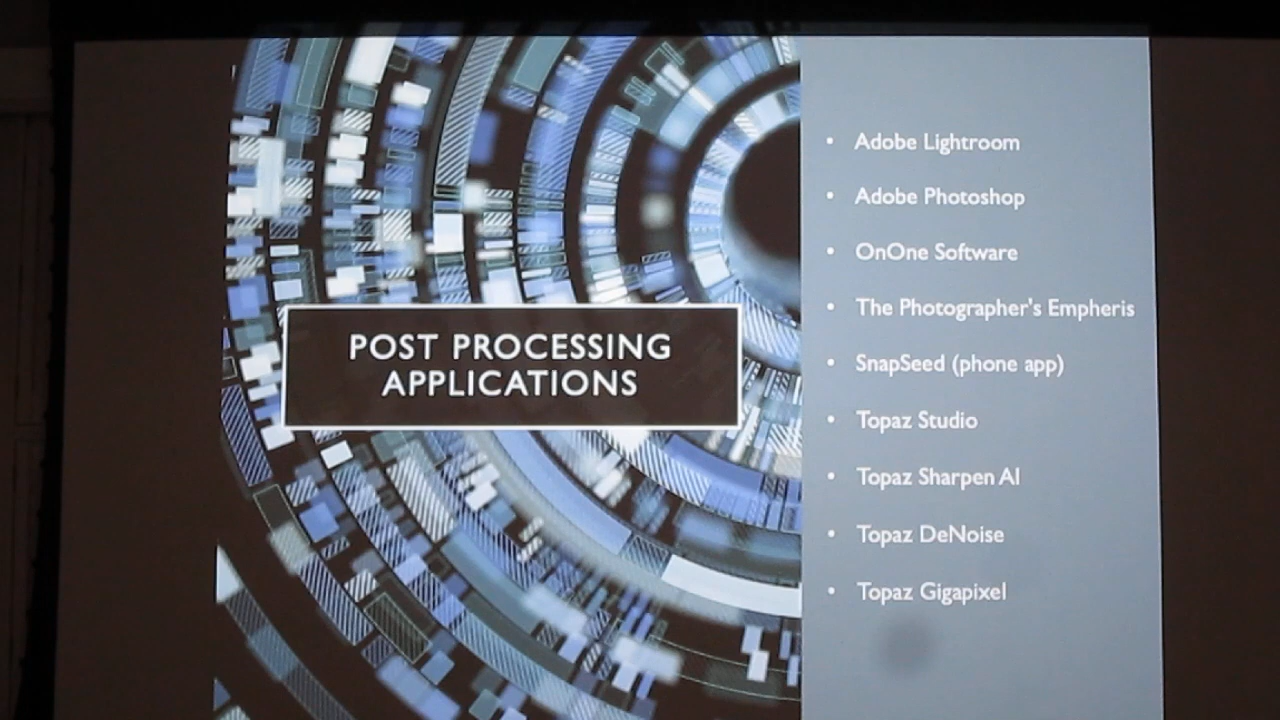 POST PROCESSING
APPLICATIONS
• Adobe Lightroom
• Adobe Photoshop
• OnOne Software
• The Photographer's Empheris
• SnapSeed (phone app)
• Topaz Studio
• Topaz Sharpen AI
• Topaz DeNoise
• Topaz Gigapixel